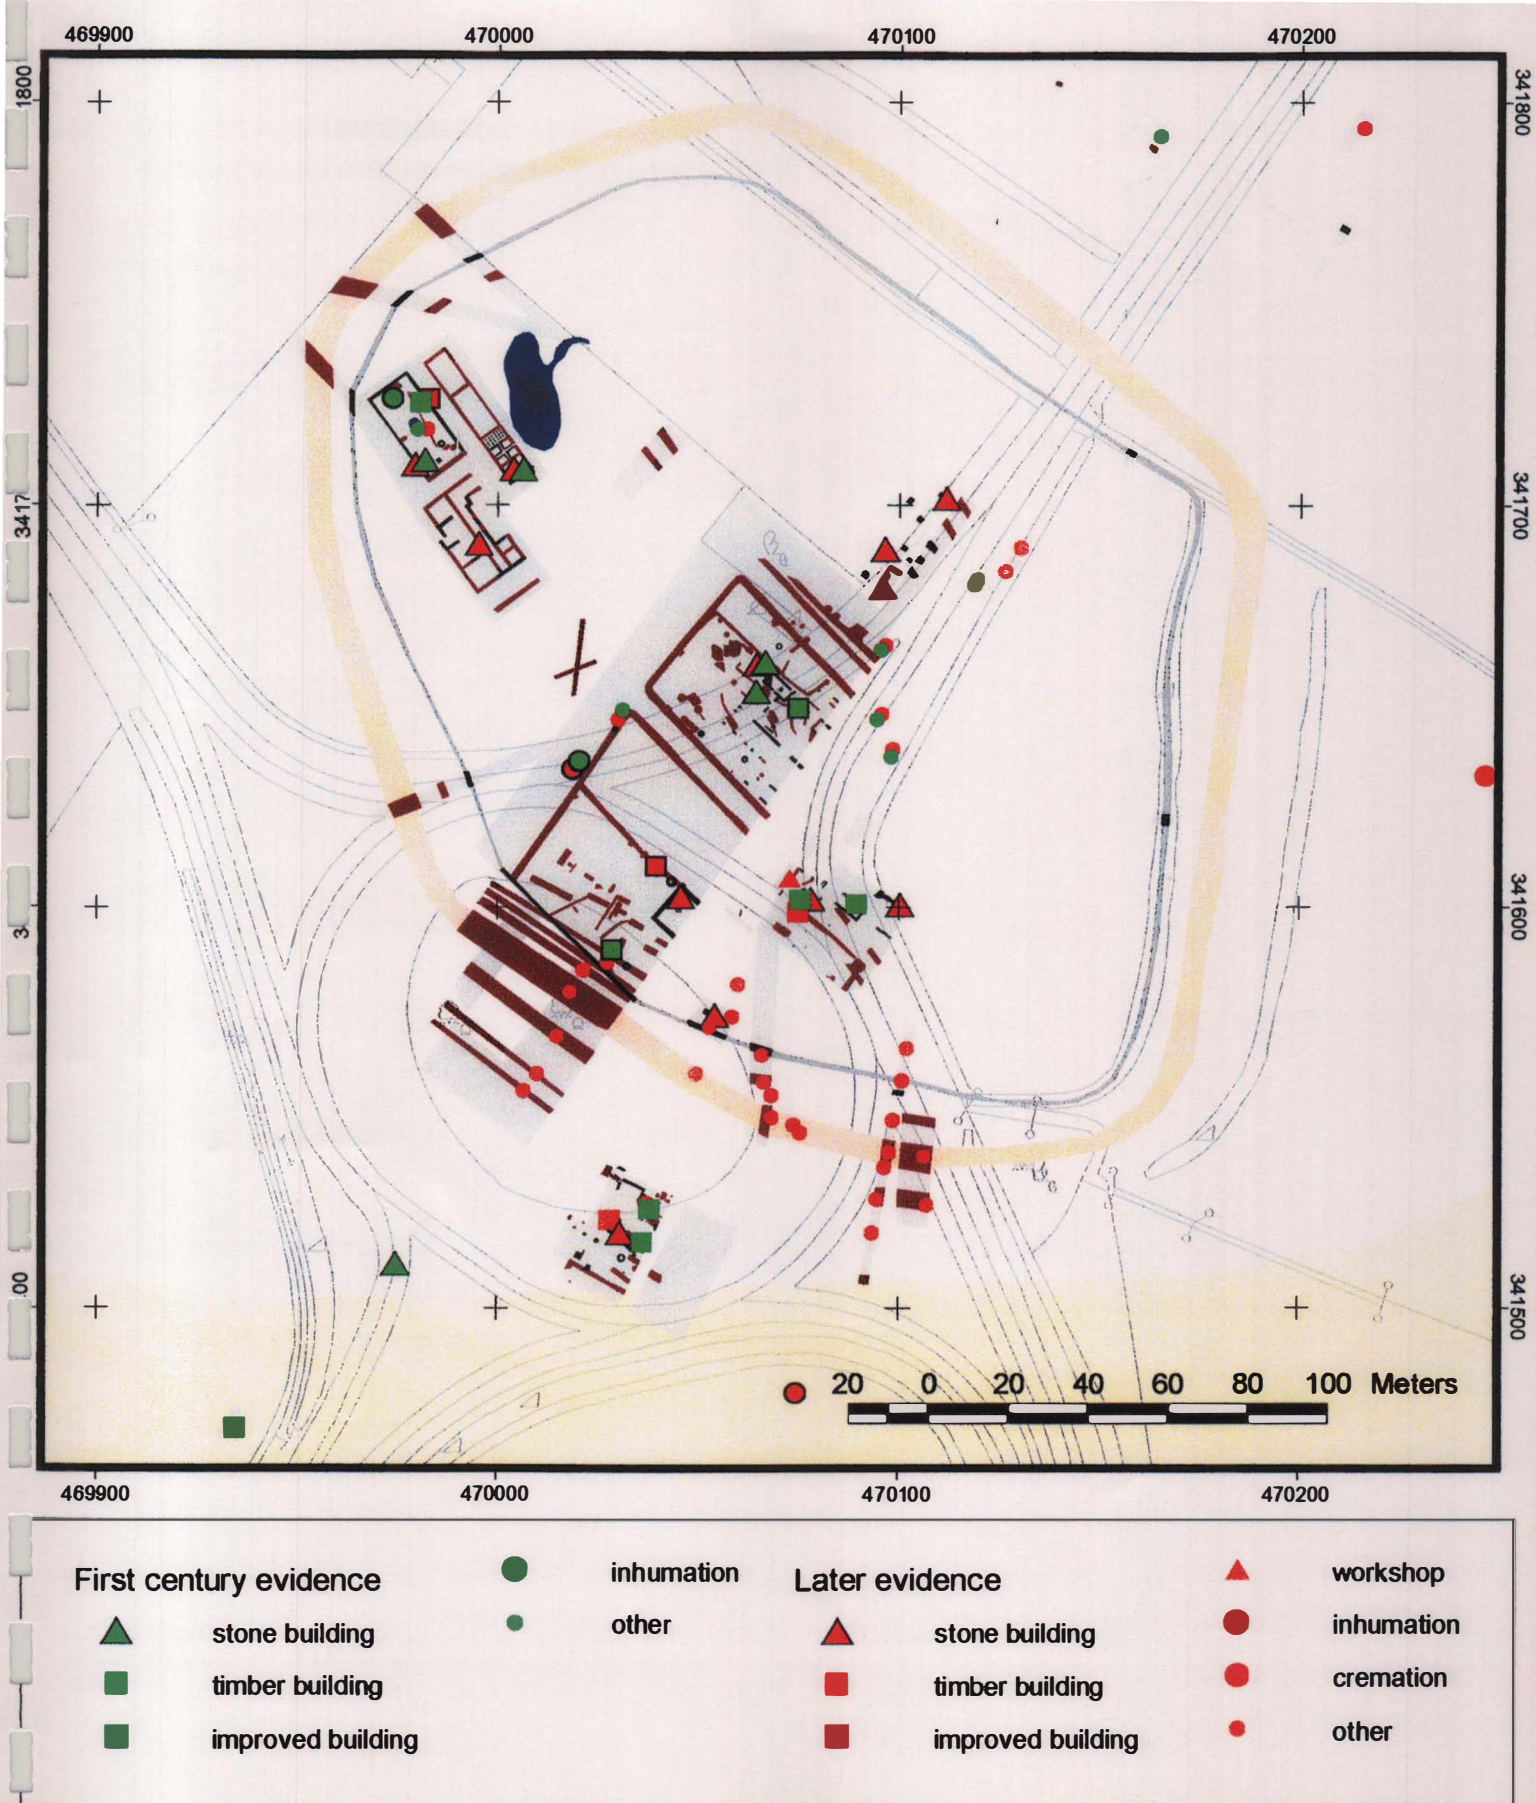 469900 470000 470100 470200
1800 341800
3417 341700
3 341600
00 341500
20 0 20 40 60 80 100 Meters
469900 470000 470100 470200
First century evidence
stone building
timber building
improved building
inhumation
other
Later evidence
stone building
timber building
improved building
workshop
inhumation
cremation
other